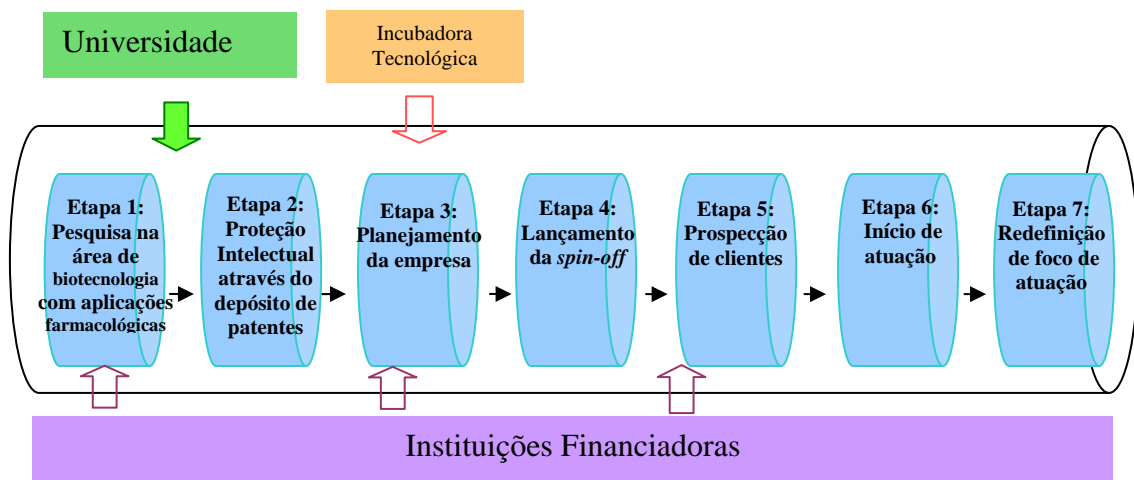 Universidade
Incubadora
Tecnológica
Etapa 1:
Pesquisa na
área de
biotecnologia
com aplicações
farmacológicas
Etapa 2:
Proteção
Intelectual
através do
depósito de
patentes
Etapa 3:
Planejamento
da empresa
Etapa 4:
Lançamento
da spin-off
Etapa 5:
Prospecção
de clientes
Etapa 6:
Início de
atuação
Etapa 7:
Redefinição
de foco de
atuação
Instituições Financiadoras